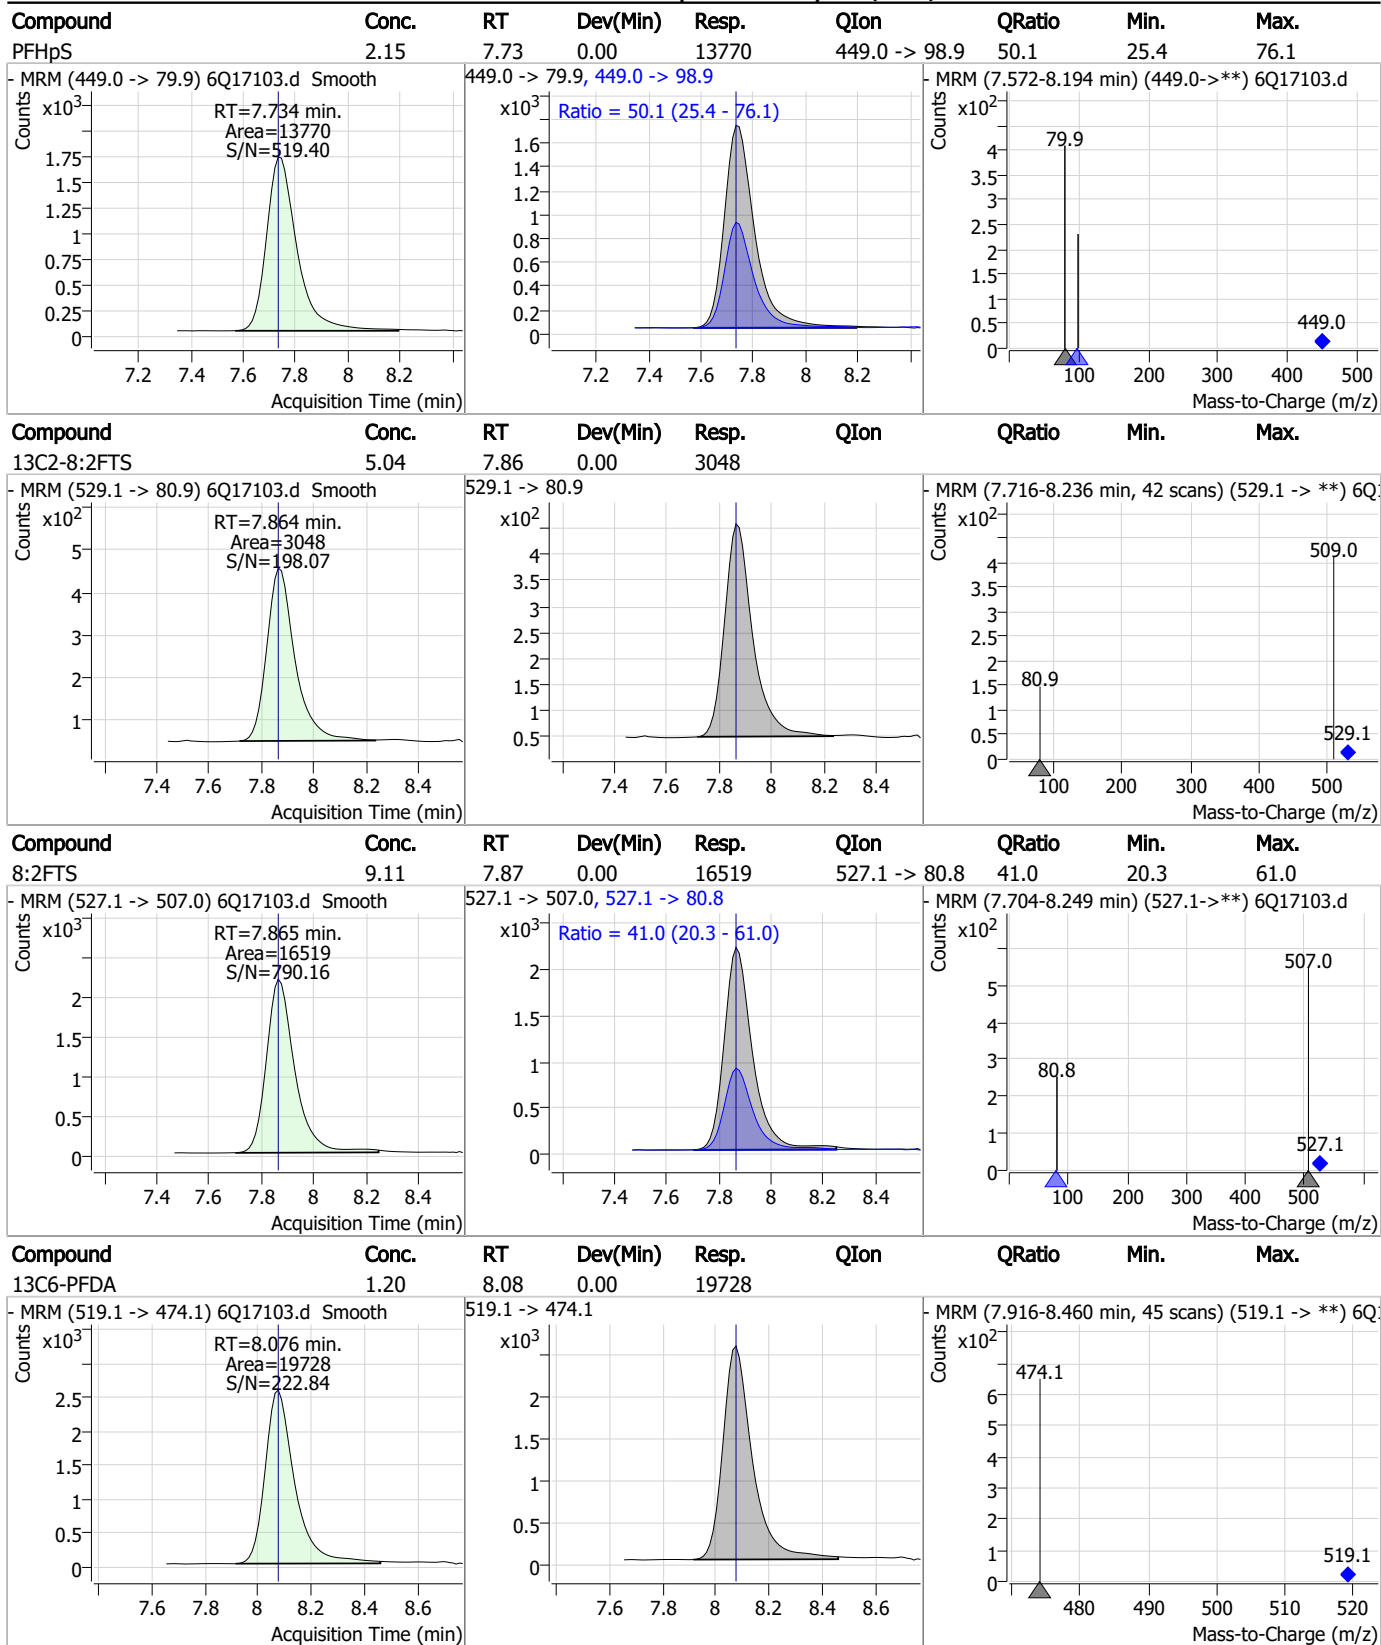 Compound Conc. RT Dev(Min) Resp. QIon QRatio Min. Max.
PFHpS 2.15 7.73 0.00 13770 449.0 -> 98.9 50.1 25.4 76.1
- MRM (449.0 -> 79.9) 6Q17103.d Smooth
Counts
x10³
RT=7.734 min.
Area=13770
S/N=519.40
1.75
1.5
1.25
1
0.75
0.5
0.25
0
7.2 7.4 7.6 7.8 8 8.2
Acquisition Time (min)
449.0 -> 79.9, 449.0 -> 98.9
x10³
Ratio = 50.1 (25.4 - 76.1)
1.6
1.4
1.2
1
0.8
0.6
0.4
0.2
0
7.2 7.4 7.6 7.8 8 8.2
- MRM (7.572-8.194 min) (449.0->**) 6Q17103.d
Counts
x10²
79.9
4
3.5
3
2.5
2
1.5
1
0.5
0
449.0
100 200 300 400 500
Mass-to-Charge (m/z)
Compound Conc. RT Dev(Min) Resp. QIon QRatio Min. Max.
13C2-8:2FTS 5.04 7.86 0.00 3048
- MRM (529.1 -> 80.9) 6Q17103.d Smooth
Counts
x10²
RT=7.864 min.
Area=3048
S/N=198.07
5
4
3
2
1
7.4 7.6 7.8 8 8.2 8.4
Acquisition Time (min)
529.1 -> 80.9
x10²
4
3.5
3
2.5
2
1.5
1
0.5
7.4 7.6 7.8 8 8.2 8.4
- MRM (7.716-8.236 min, 42 scans) (529.1 -> **) 6Q1
Counts
x10²
509.0
4
3.5
3
2.5
2
1.5
1
0.5
0
80.9
529.1
100 200 300 400 500
Mass-to-Charge (m/z)
Compound Conc. RT Dev(Min) Resp. QIon QRatio Min. Max.
8:2FTS 9.11 7.87 0.00 16519 527.1 -> 80.8 41.0 20.3 61.0
- MRM (527.1 -> 507.0) 6Q17103.d Smooth
Counts
x10³
RT=7.865 min.
Area=16519
S/N=790.16
2
1.5
1
0.5
0
7.4 7.6 7.8 8 8.2 8.4
Acquisition Time (min)
527.1 -> 507.0, 527.1 -> 80.8
x10³
Ratio = 41.0 (20.3 - 61.0)
2
1.5
1
0.5
0
7.4 7.6 7.8 8 8.2 8.4
- MRM (7.704-8.249 min) (527.1->**) 6Q17103.d
Counts
x10²
507.0
5
4
3
2
1
0
80.8
527.1
100 200 300 400 500
Mass-to-Charge (m/z)
Compound Conc. RT Dev(Min) Resp. QIon QRatio Min. Max.
13C6-PFDA 1.20 8.08 0.00 19728
- MRM (519.1 -> 474.1) 6Q17103.d Smooth
Counts
x10³
RT=8.076 min.
Area=19728
S/N=222.84
2.5
2
1.5
1
0.5
0
7.6 7.8 8 8.2 8.4 8.6
Acquisition Time (min)
519.1 -> 474.1
x10³
2
1.5
1
0.5
0
7.6 7.8 8 8.2 8.4 8.6
- MRM (7.916-8.460 min, 45 scans) (519.1 -> **) 6Q1
Counts
x10²
474.1
6
5
4
3
2
1
0
519.1
480 490 500 510 520
Mass-to-Charge (m/z)